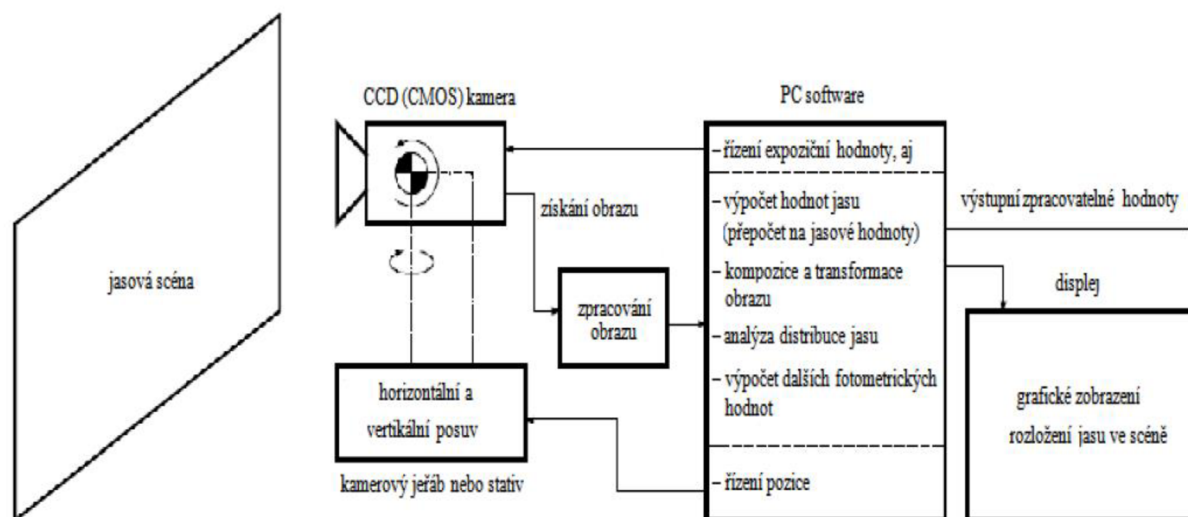 jasová scéna
CCD (CMOS) kamera
získání obrazu
zpracování
obrazu
horizontální a
vertikální posuv
kamerový jeřáb nebo stativ
PC software
– řízení expoziční hodnoty, aj
– výpočet hodnot jasu
(přepočet na jasové hodnoty)
– kompozice a transformace
obrazu
– analýza distribuce jasu
– výpočet dalších fotometrických
hodnot
– řízení pozice
výstupní zpracovatelné hodnoty
displej
grafické zobrazení
rozložení jasu ve scéně